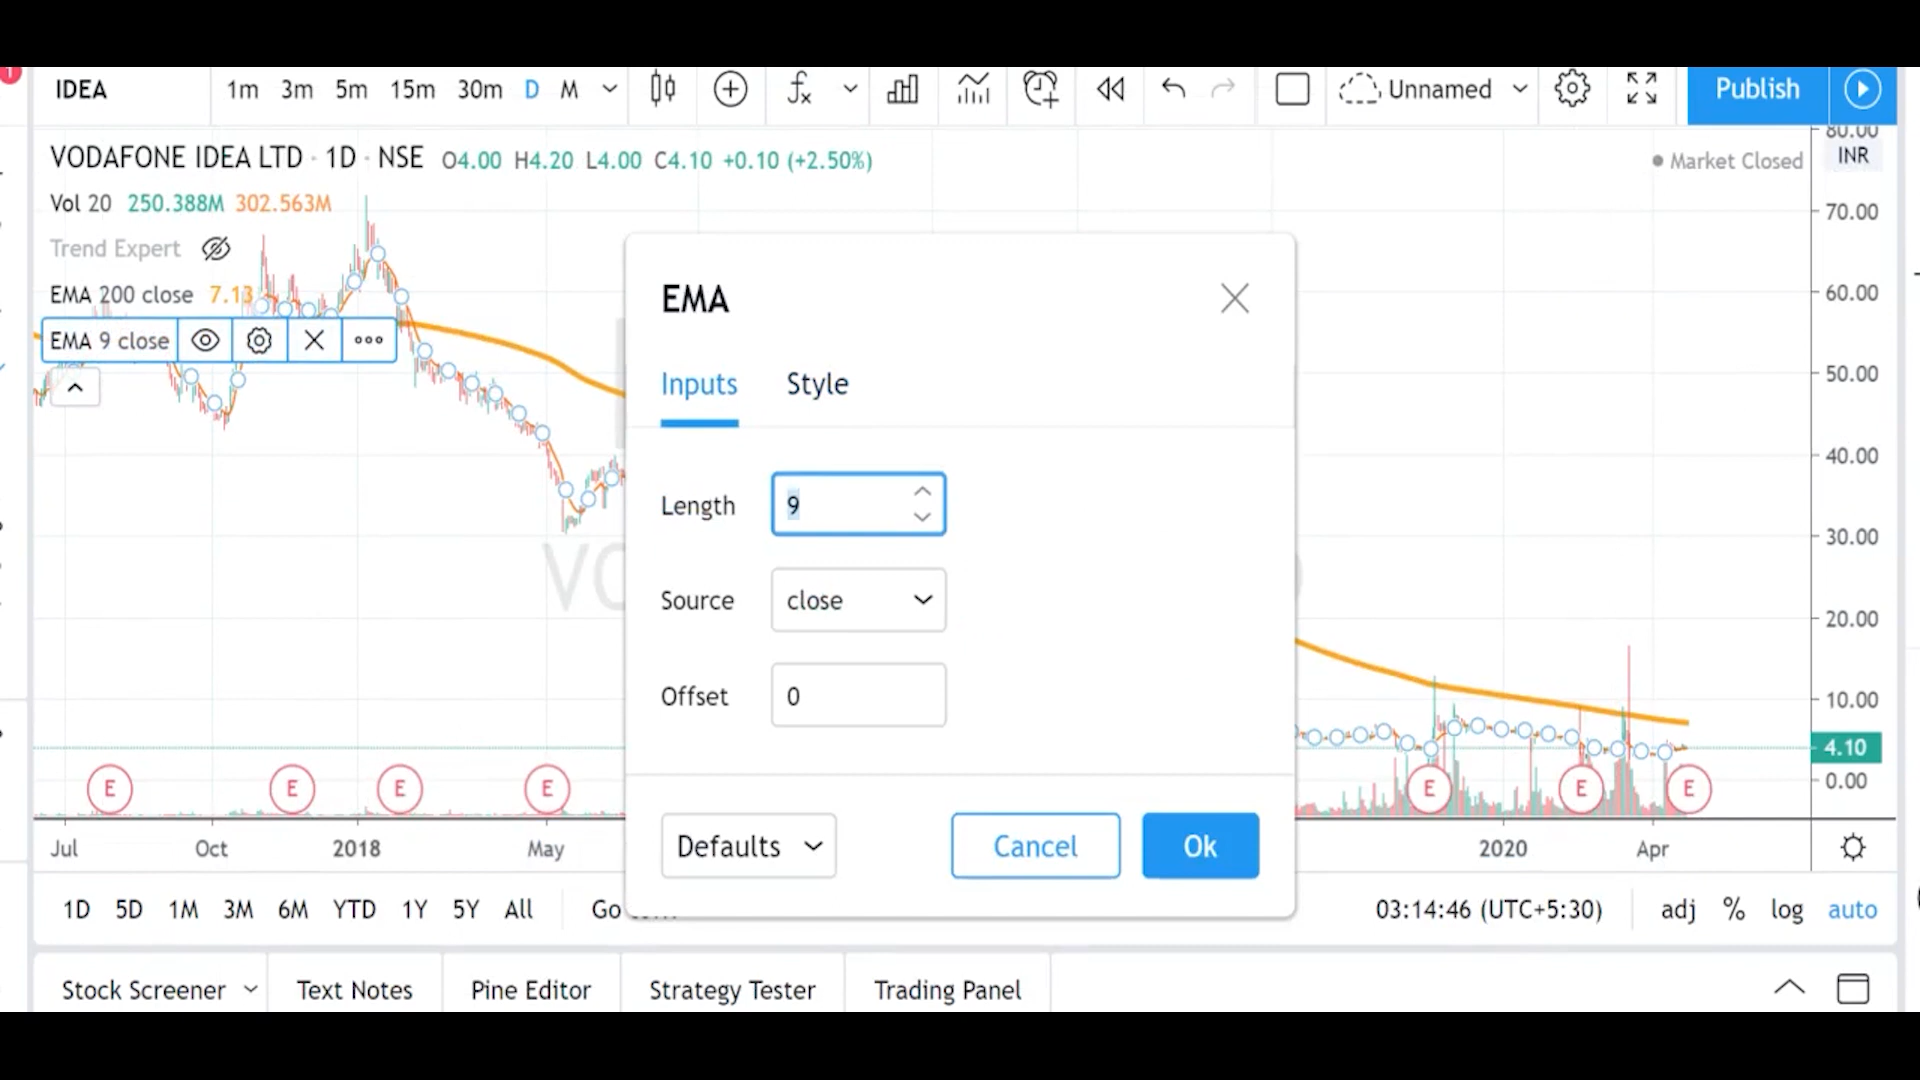 IDEA 1m 3m 5m 15m 30m D M Unnamed Publish
VODAFONE IDEA LTD · 1D · NSE O4.00 H4.20 L4.00 C4.10 +0.10 (+2.50%)
Market Closed
INR
Vol 20 250.388M 302.563M
Trend Expert
EMA 200 close 7.13
EMA 9 close
80.00
70.00
60.00
50.00
40.00
30.00
20.00
10.00
4.10
0.00
EMA
Inputs Style
Length 9
Source close
Offset 0
Defaults Cancel Ok
E E E E E E E
Jul Oct 2018 May 2020 Apr
1D 5D 1M 3M 6M YTD 1Y 5Y All Go
03:14:46 (UTC+5:30) adj % log auto
Stock Screener Text Notes Pine Editor Strategy Tester Trading Panel